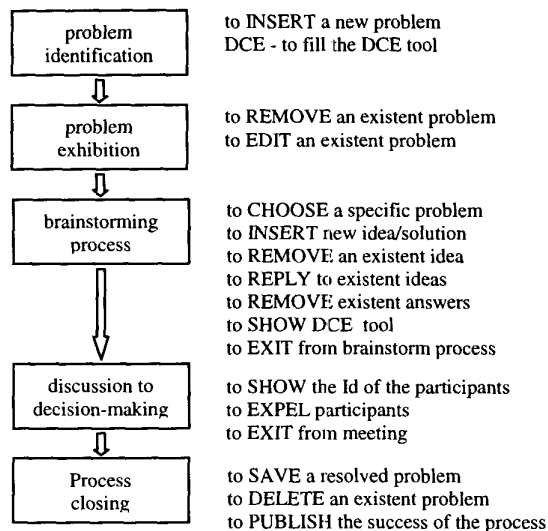 problem
identification
to INSERT a new problem
DCE - to fill the DCE tool
problem
exhibition
to REMOVE an existent problem
to EDIT an existent problem
brainstorming
process
to CHOOSE a specific problem
to INSERT new idea/solution
to REMOVE an existent idea
to REPLY to existent ideas
to REMOVE existent answers
to SHOW DCE tool
to EXIT from brainstorm process
discussion to
decision-making
to SHOW the Id of the participants
to EXPEL participants
to EXIT from meeting
Process
closing
to SAVE a resolved problem
to DELETE an existent problem
to PUBLISH the success of the process